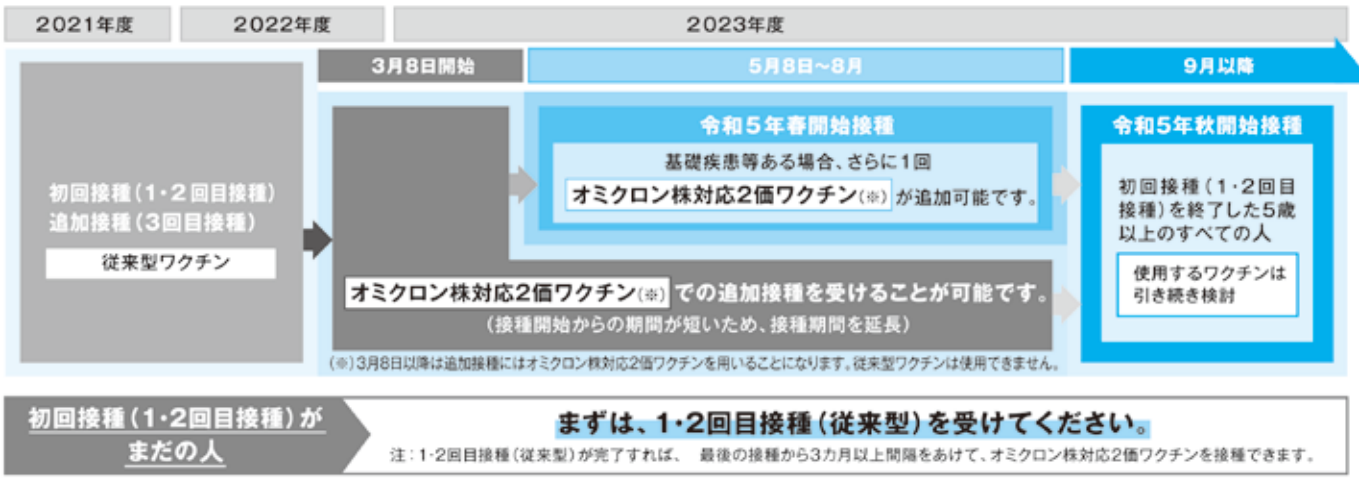 2021年度
2022年度
2023年度
3月8日開始
5月8日～8月
9月以降
初回接種(1・2回目接種)
追加接種(3回目接種)
従来型ワクチン
令和5年春開始接種
基礎疾患等ある場合、さらに1回
オミクロン株対応2価ワクチン(※) が追加可能です。
オミクロン株対応2価ワクチン(※) での追加接種を受けることが可能です。
(接種開始からの期間が短いため、接種期間を延長)
(※)3月8日以降は追加接種にはオミクロン株対応2価ワクチンを用いることになります。従来型ワクチンは使用できません。
令和5年秋開始接種
初回接種(1・2回目
接種)を終了した5歳
以上のすべての人
使用するワクチンは
引き続き検討
初回接種(1・2回目接種)が
まだの人
まずは、1・2回目接種(従来型)を受けてください。
注:1・2回目接種(従来型)が完了すれば、 最後の接種から3カ月以上間隔をあけて、オミクロン株対応2価ワクチンを接種できます。